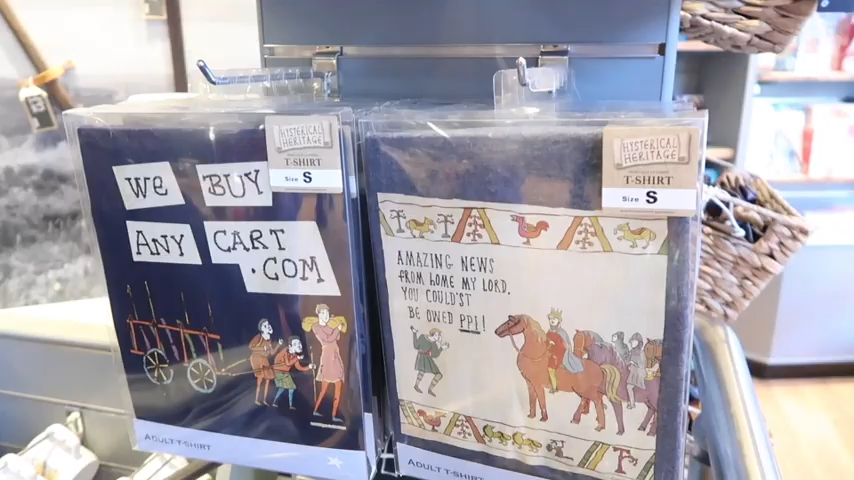 HYSTERICAL
HERITAGE
T-SHIRT
Size S
WE BUY
ANY CART
.COM
ADULT T-SHIRT
HYSTERICAL
HERITAGE
T-SHIRT
Size S
AMAZING NEWS
FROM HOME MY LORD,
YOU COULD'ST
BE OWED PPI!
ADULT T-SHIRT